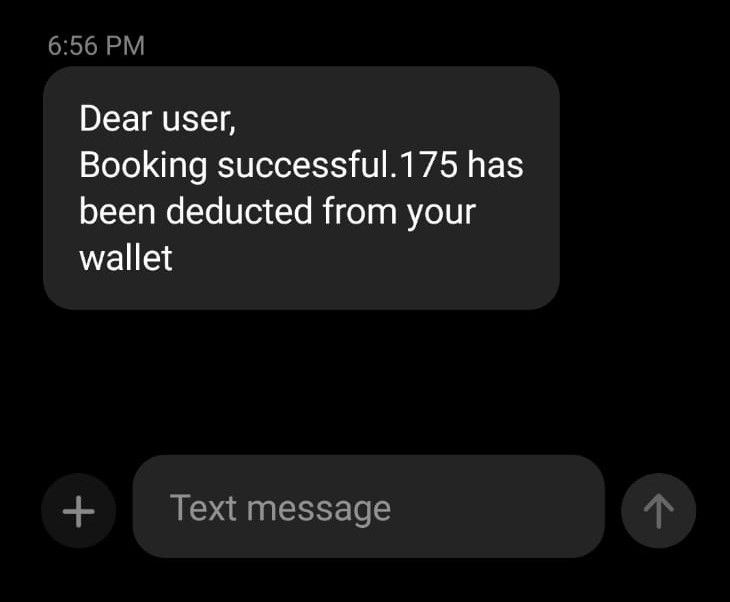 6:56 PM
Dear user,
Booking successful.175 has
been deducted from your
wallet
Text message